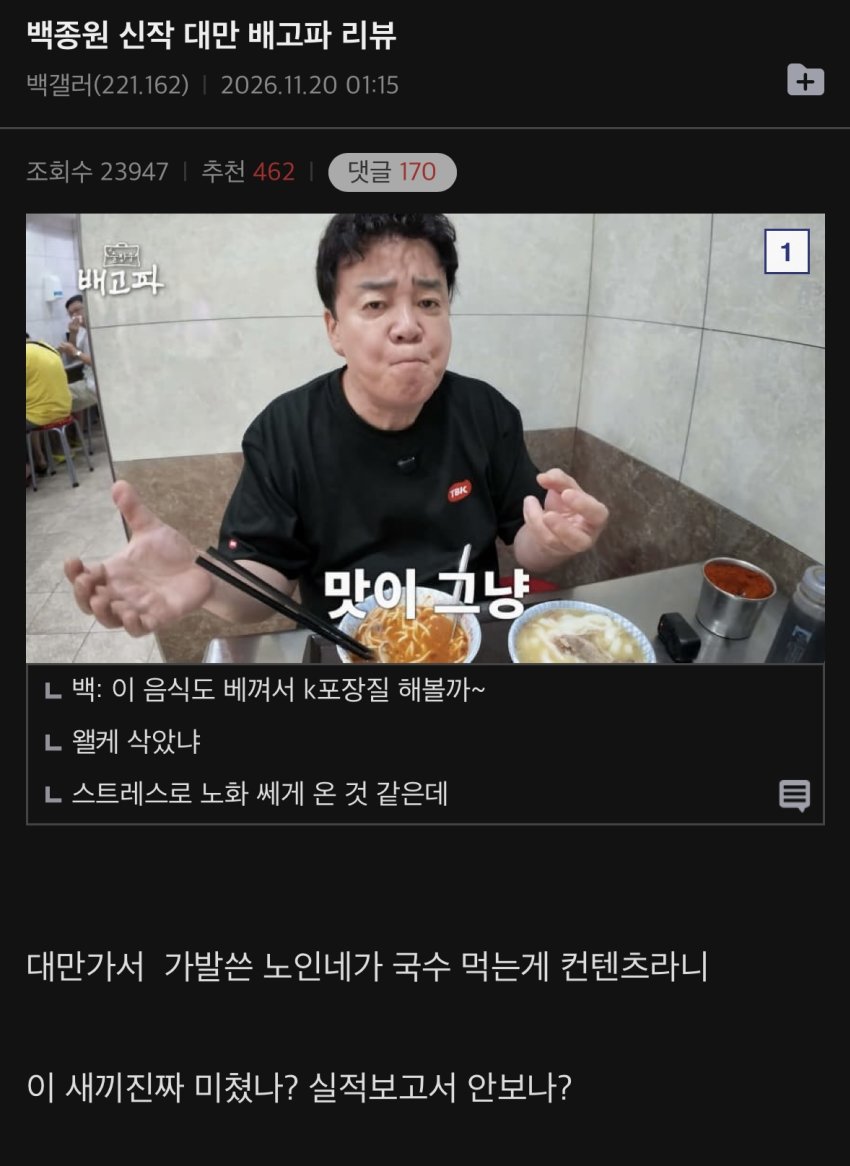 백종원 신작 대만 배고파 리뷰
백갤러(221.162) | 2026.11.20 01:15
조회수 23947 | 추천 462 | 댓글 170
배고파
1
TBK
맛이 그냥
ㄴ 백: 이 음식도 베껴서 k포장질 해볼까~
ㄴ 왤케 삭았냐
ㄴ 스트레스로 노화 쎄게 온 것 같은데
대만가서 가발쓴 노인네가 국수 먹는게 컨텐츠라니
이 새끼진짜 미쳤나? 실적보고서 안보나?